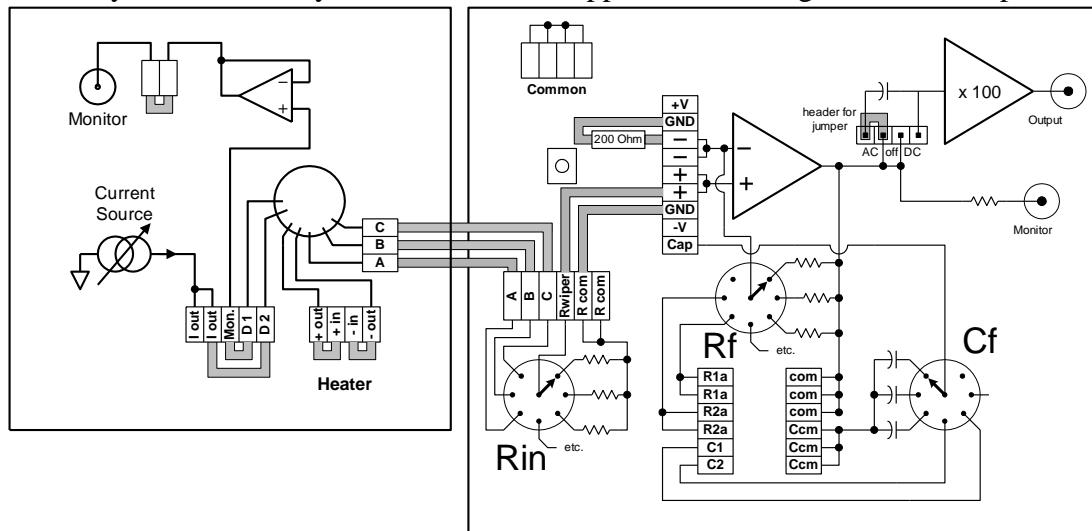 Monitor
Current
Source
I out
I out
Mon.
D 1
D 2
+ out
+ in
- in
- out
Heater
C
B
A
Common
+V
GND
200 Ohm
−
−
+
+
GND
-V
Cap
−
+
−
+
x 100
Output
header for
jumper
AC off DC
Monitor
A
B
C
Rwiper
R com
R com
etc.
Rin
etc.
Rf
Cf
R1a
R1a
R2a
R2a
C1
C2
com
com
com
Ccm
Ccm
Ccm